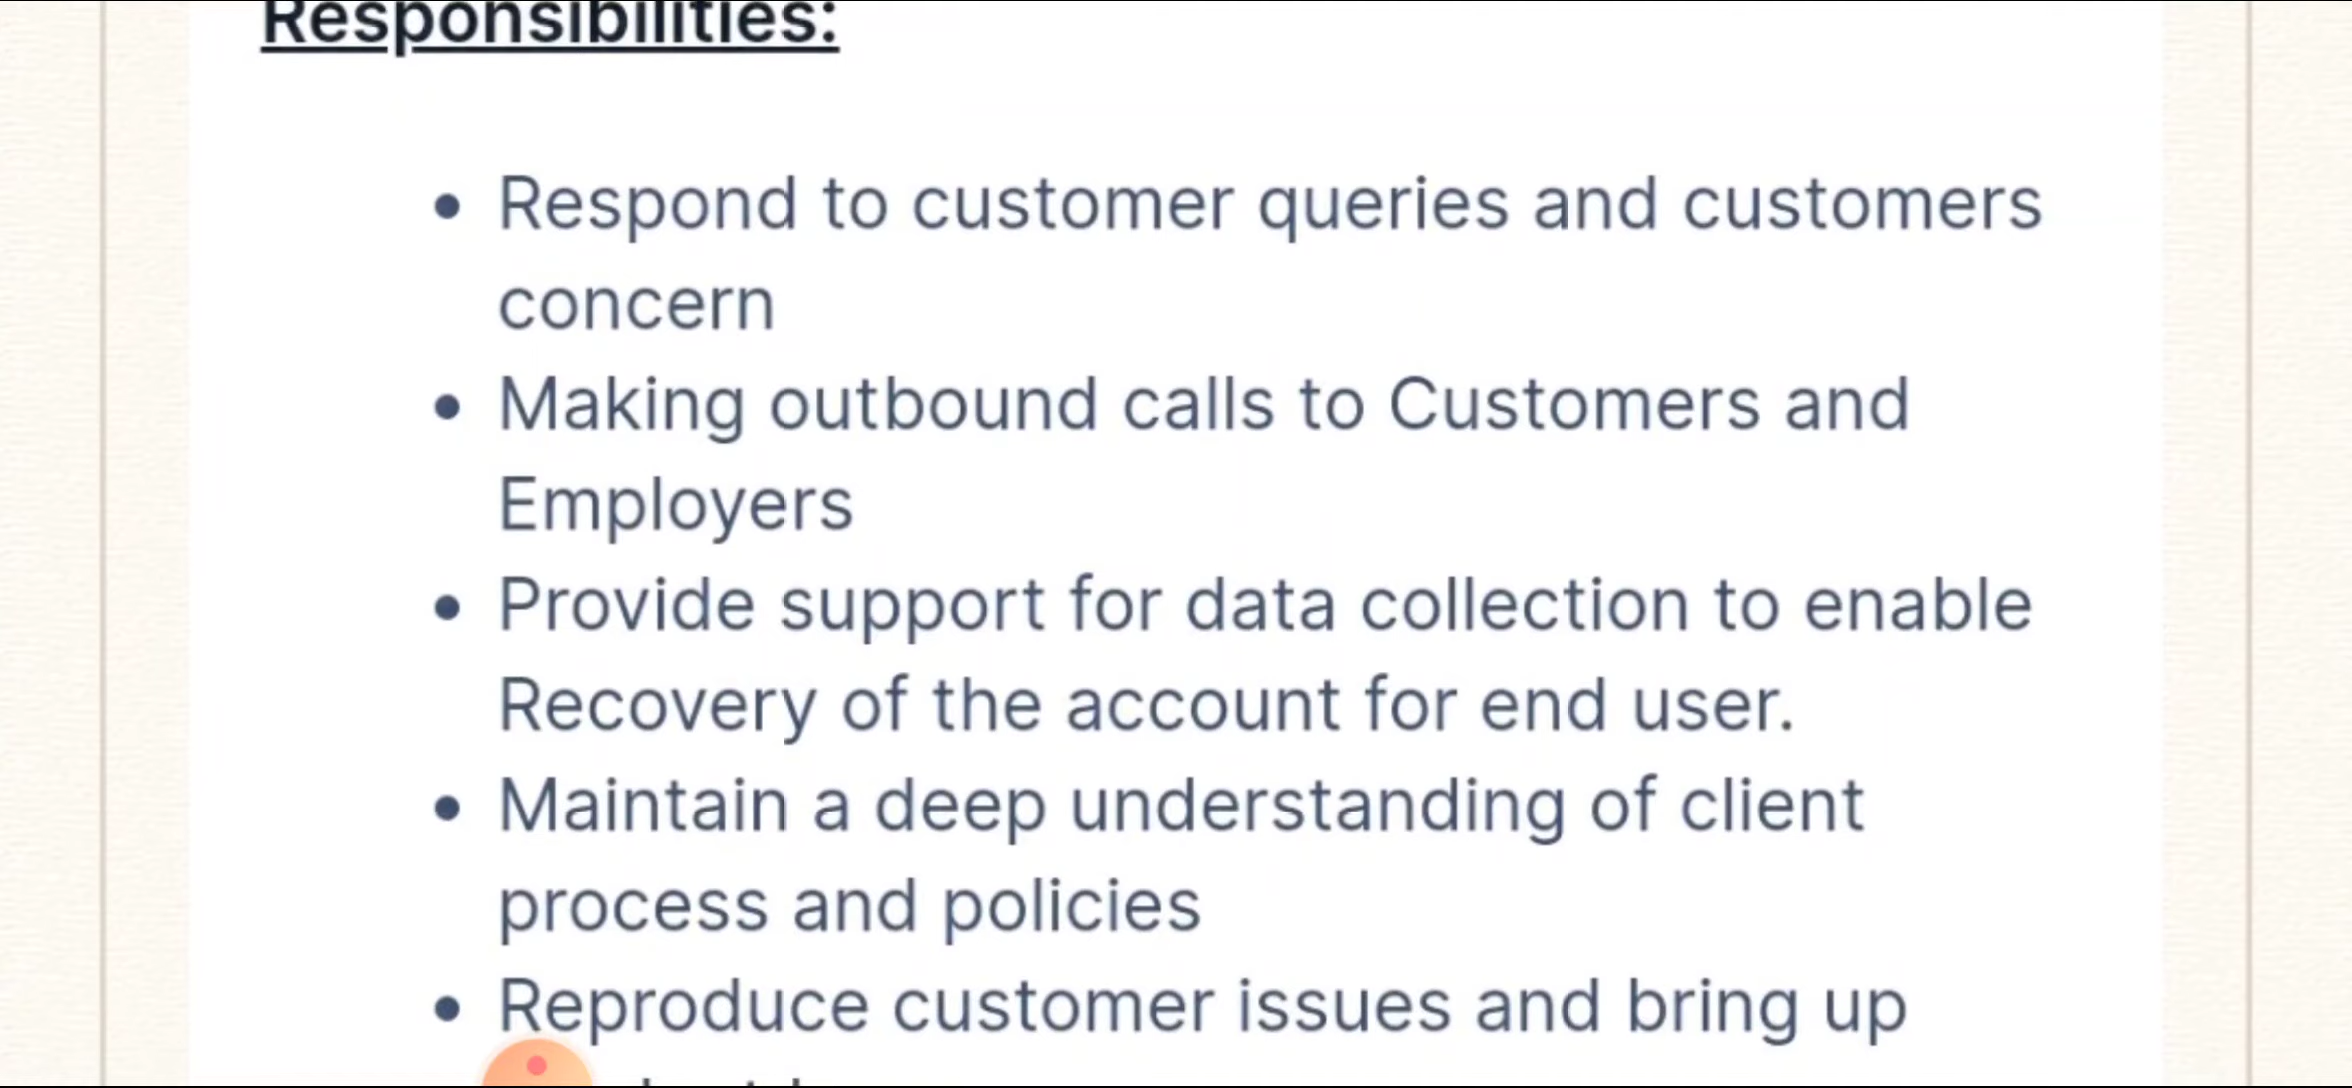 Responsibilities:
• Respond to customer queries and customers
concern
• Making outbound calls to Customers and
Employers
• Provide support for data collection to enable
Recovery of the account for end user.
• Maintain a deep understanding of client
process and policies
• Reproduce customer issues and bring up